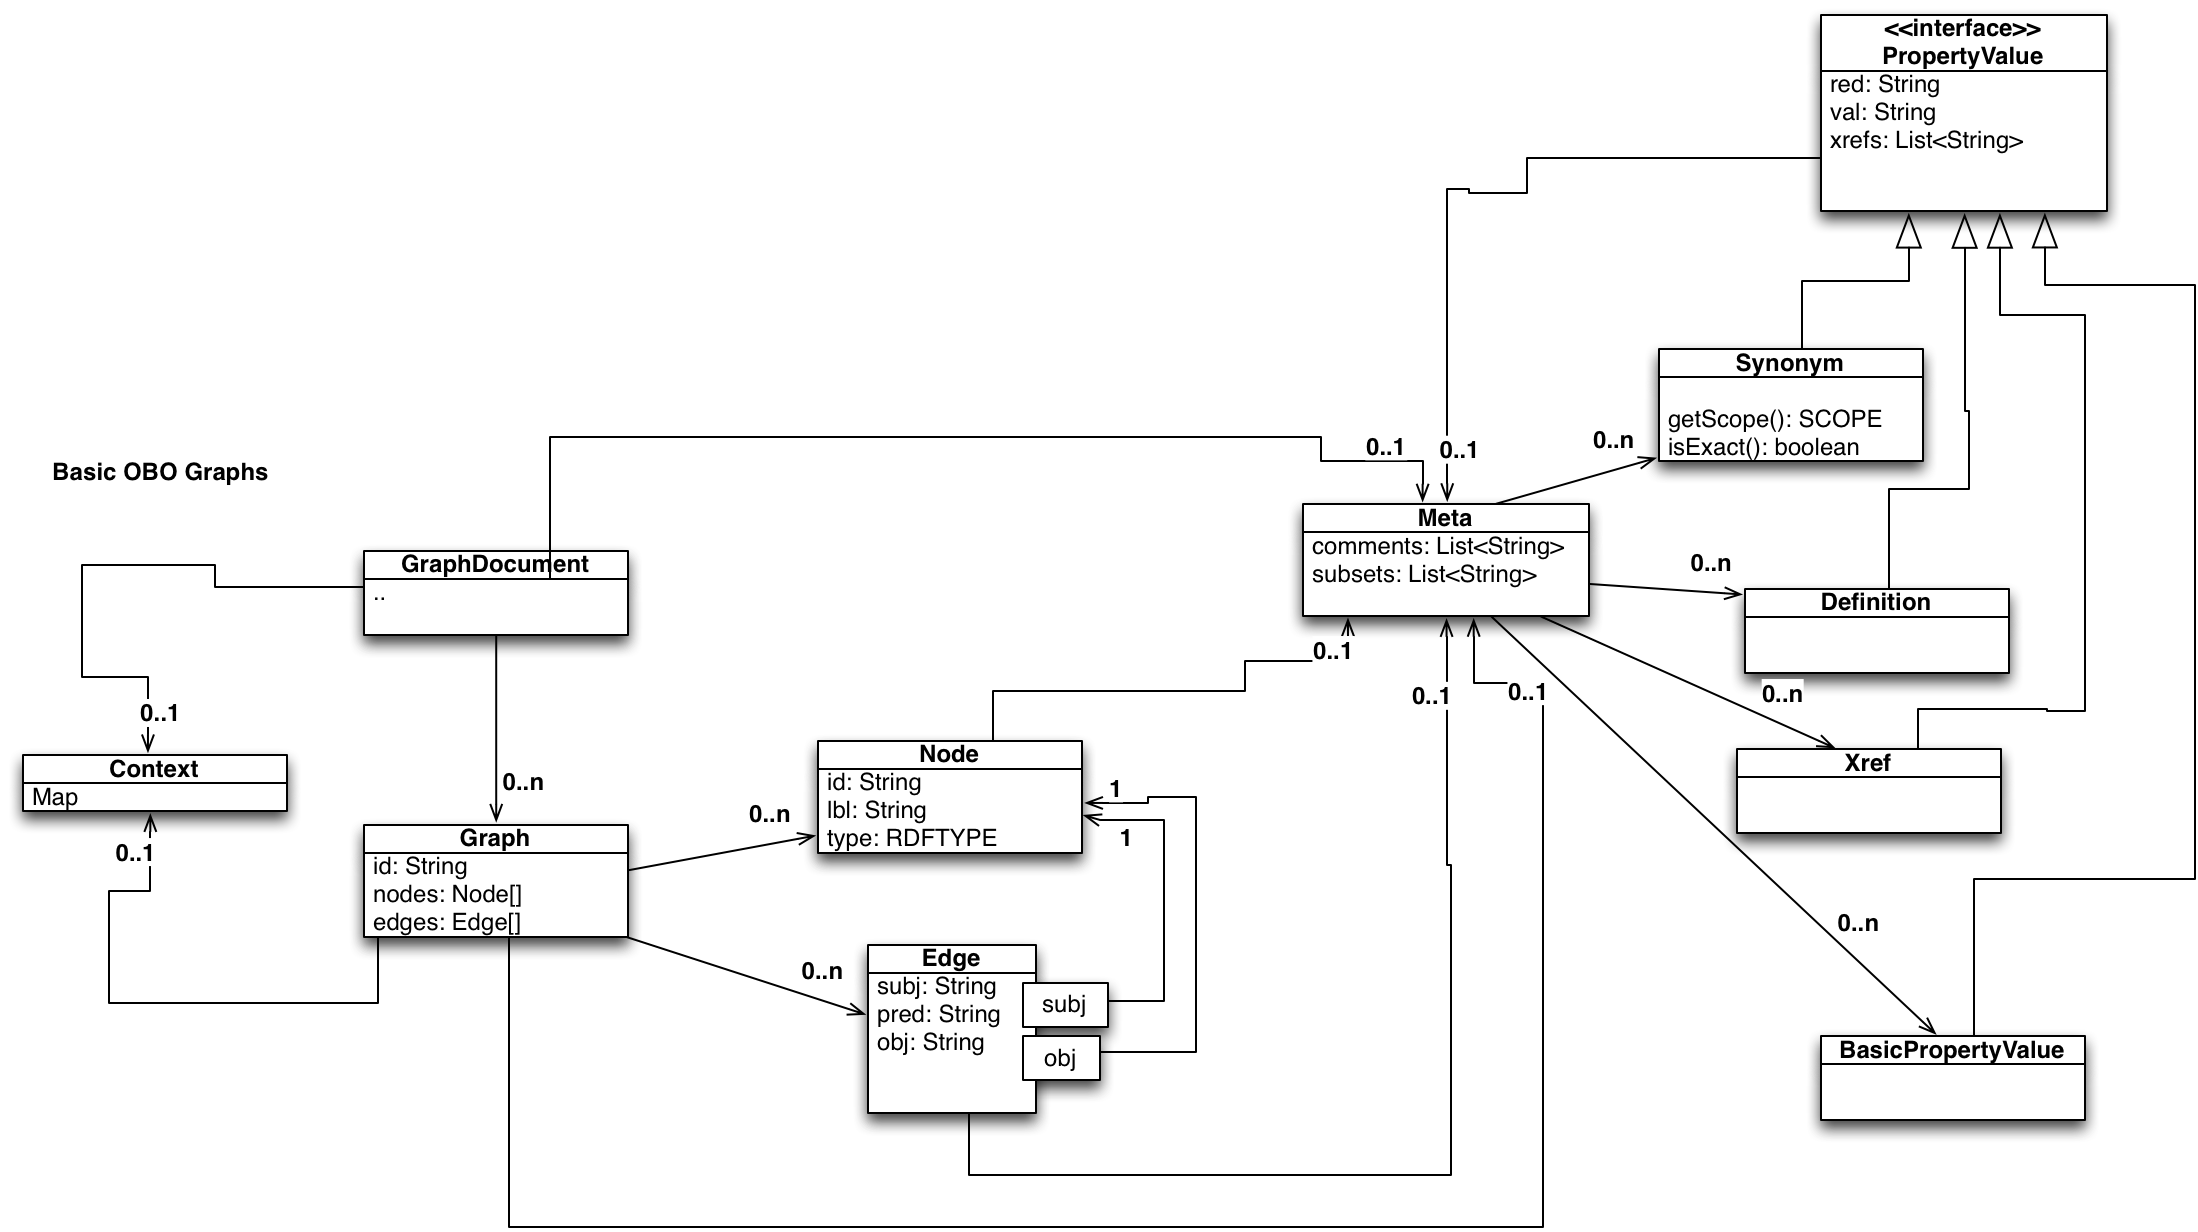 <<interface>>
PropertyValue
red: String
val: String
xrefs: List<String>
Synonym
getScope(): SCOPE
isExact(): boolean
0..n
0..1
0..1
Basic OBO Graphs
Meta
comments: List<String>
subsets: List<String>
GraphDocument
..
0..n
Definition
0..1
0..1
0..1
0..n
0..1
Context
Map
0..n
Node
id: String
lbl: String
type: RDFTYPE
1
1
Xref
0..n
0..1
Graph
id: String
nodes: Node[]
edges: Edge[]
0..n
0..n
Edge
subj: String
pred: String
obj: String
subj
obj
BasicPropertyValue